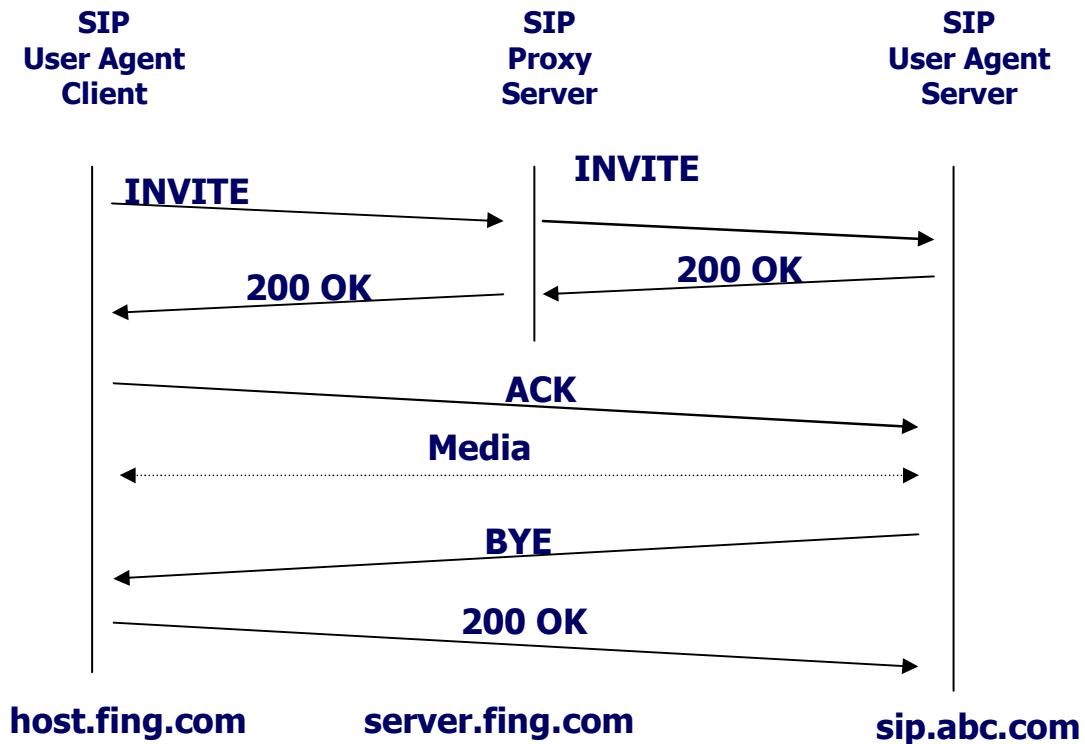 SIP
User Agent
Client
SIP
Proxy
Server
SIP
User Agent
Server
INVITE
INVITE
200 OK
200 OK
ACK
Media
BYE
200 OK
host.fing.com
server.fing.com
sip.abc.com